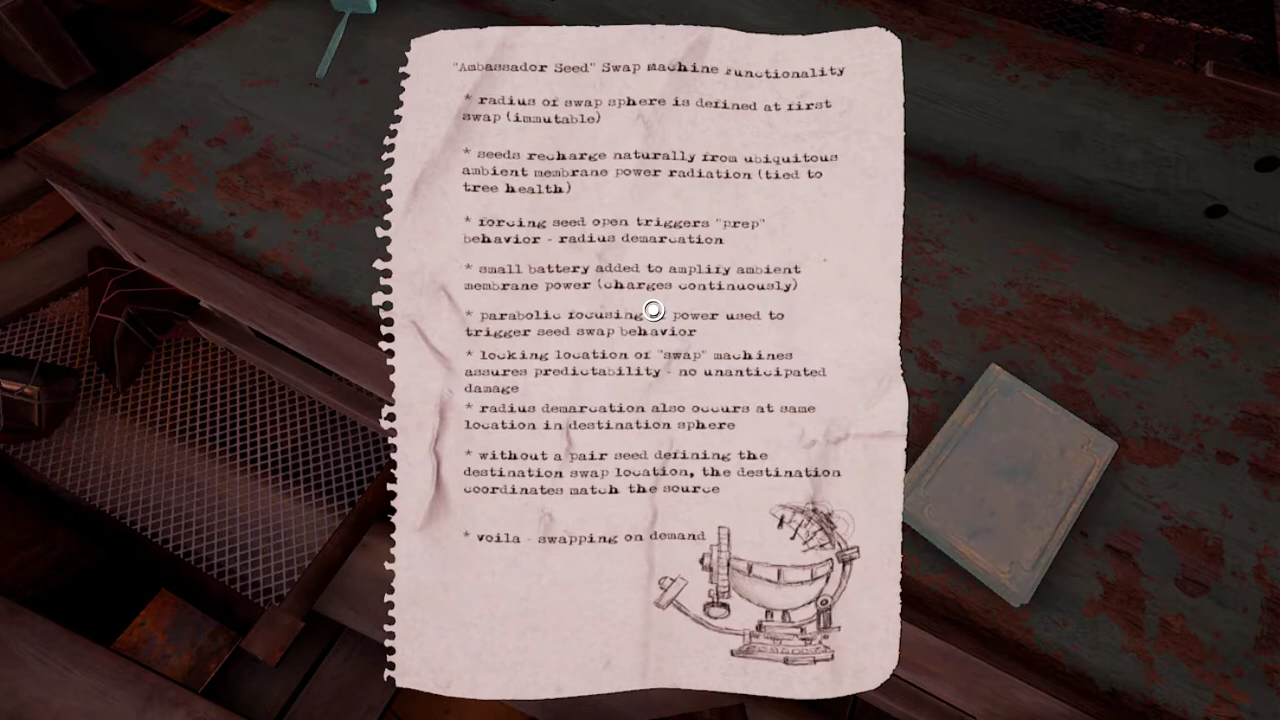 "Ambassador Seed" Swap machine Functionality
* radius of swap sphere is defined at first
swap (immutable)
* seeds recharge naturally from ubiquitous
ambient membrane power radiation (tied to
tree health)
* forcing seed open triggers "prep"
behavior - radius demarcation
* small battery added to amplify ambient
membrane power (charges continuously)
* parabolic focusing power used to
trigger seed swap behavior
* locking location of "swap" machines
assures predictability - no unanticipated
damage
* radius demarcation also occurs at same
location in destination sphere
* without a pair seed defining the
destination swap location, the destination
coordinates match the source
* voila - swapping on demand